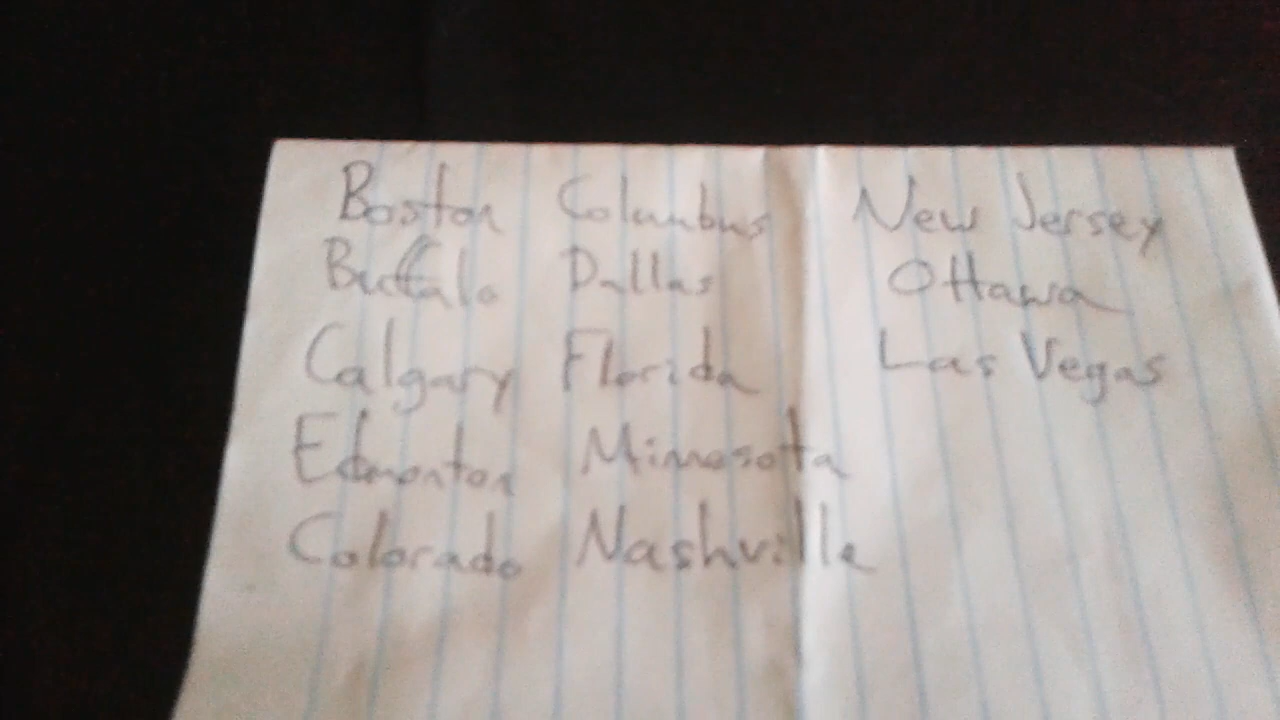 Boston Columbus New Jersey
Buffalo Dallas Ottawa
Calgary Florida Las Vegas
Edmonton Minnesota
Colorado Nashville